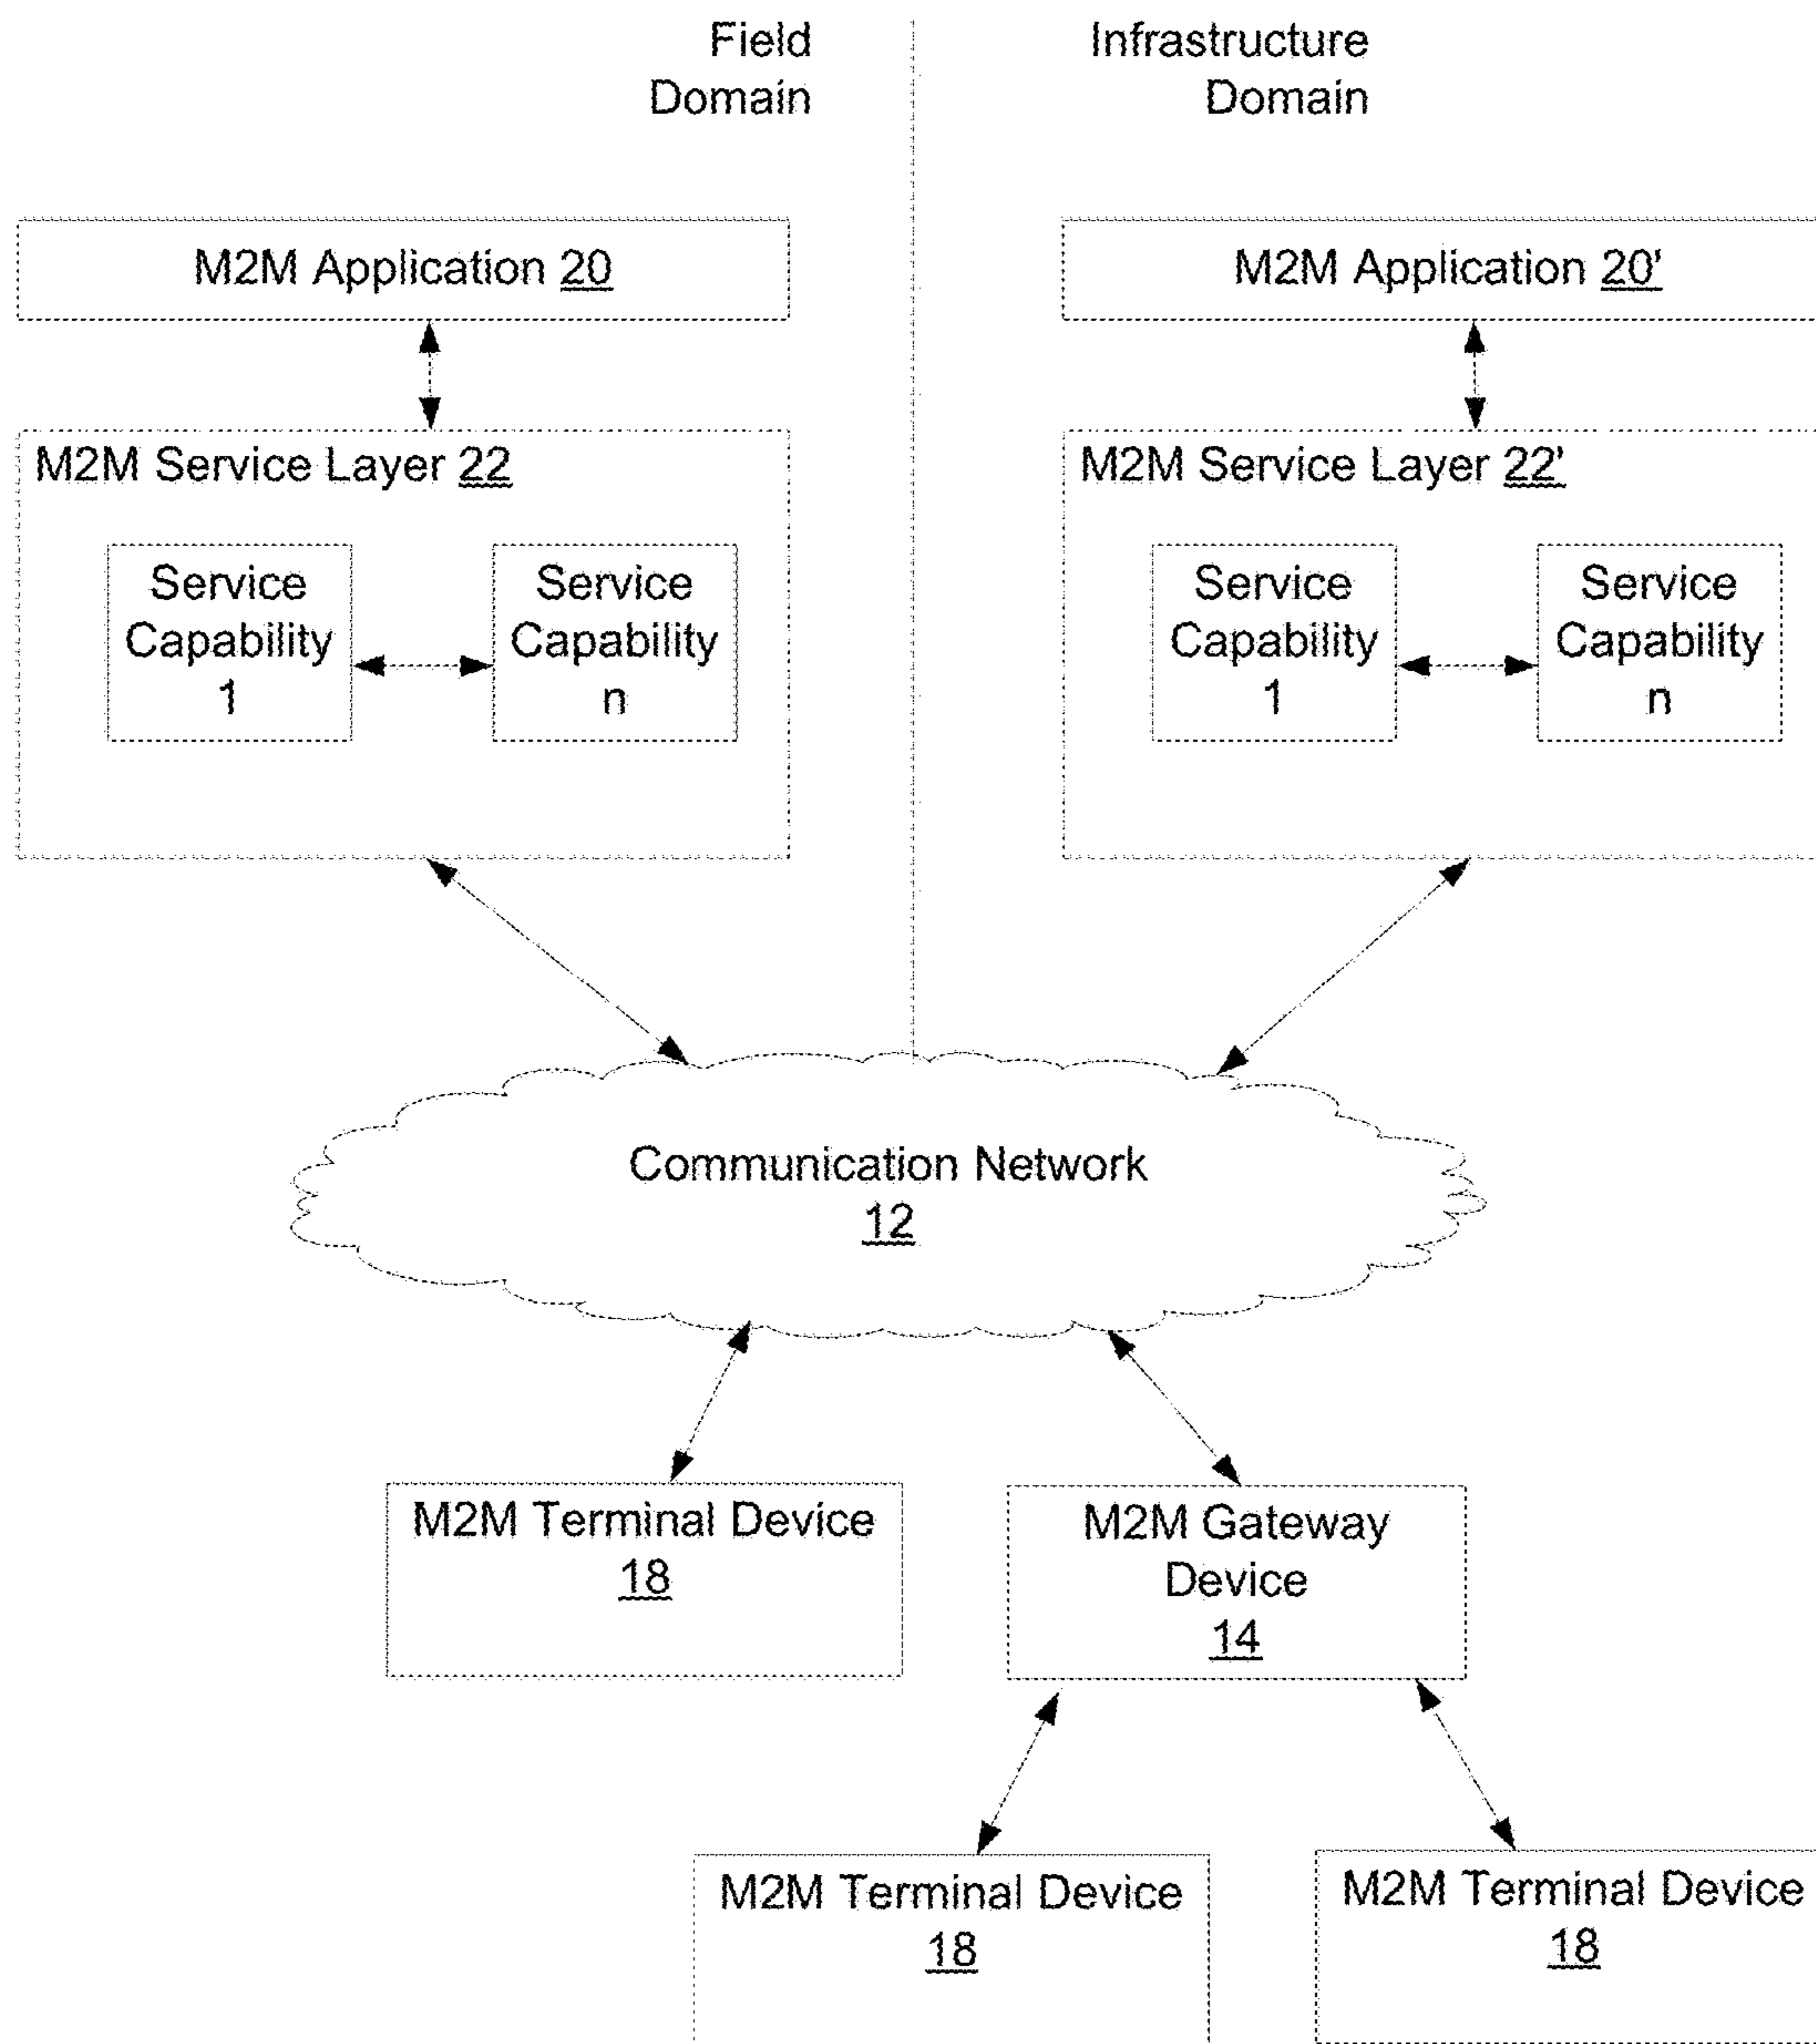 Field
Domain
Infrastructure
Domain
M2M Application 20
M2M Application 20'
M2M Service Layer 22
Service
Capability
1
Service
Capability
n
M2M Service Layer 22'
Service
Capability
1
Service
Capability
n
Communication Network
12
M2M Terminal Device
18
M2M Gateway
Device
14
M2M Terminal Device
18
M2M Terminal Device
18